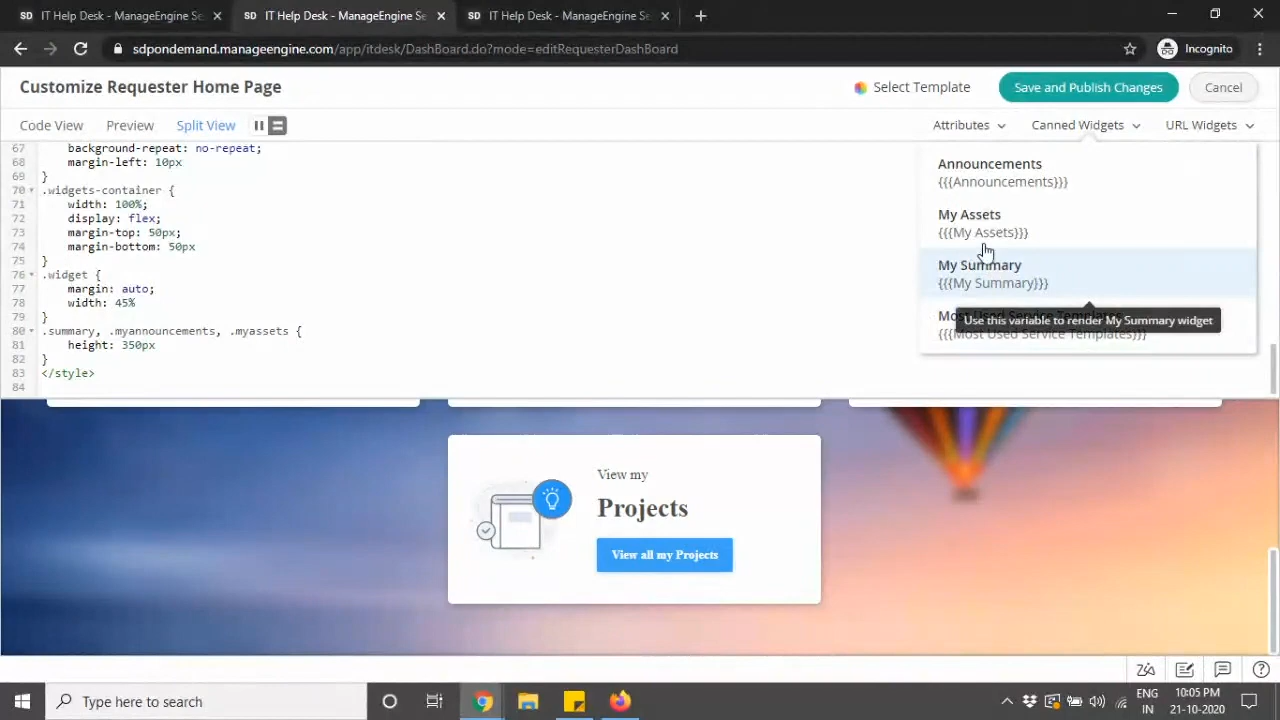 IT Help Desk - ManageEngine Se
IT Help Desk - ManageEngine Se
IT Help Desk - ManageEngine Se
sdpondemand.manageengine.com/app/itdesk/DashBoard.do?mode=editRequesterDashBoard
Incognito
Customize Requester Home Page
Select Template
Save and Publish Changes
Cancel
Code View
Preview
Split View
Attributes
Canned Widgets
URL Widgets
67 background-repeat: no-repeat;
68 margin-left: 10px
69 }
70 .widgets-container {
71 width: 100%;
72 display: flex;
73 margin-top: 50px;
74 margin-bottom: 50px
75 }
76 .widget {
77 margin: auto;
78 width: 45%
79 }
80 .summary, .myannouncements, .myassets {
81 height: 350px
82 }
83 </style>
84
Announcements
{{{Announcements}}}
My Assets
{{{My Assets}}}
My Summary
{{{My Summary}}}
Most Used Service Templates
Use this variable to render My Summary widget
{{{Most Used Service Templates}}}
View my
Projects
View all my Projects
Type here to search
ENG
IN
10:05 PM
21-10-2020